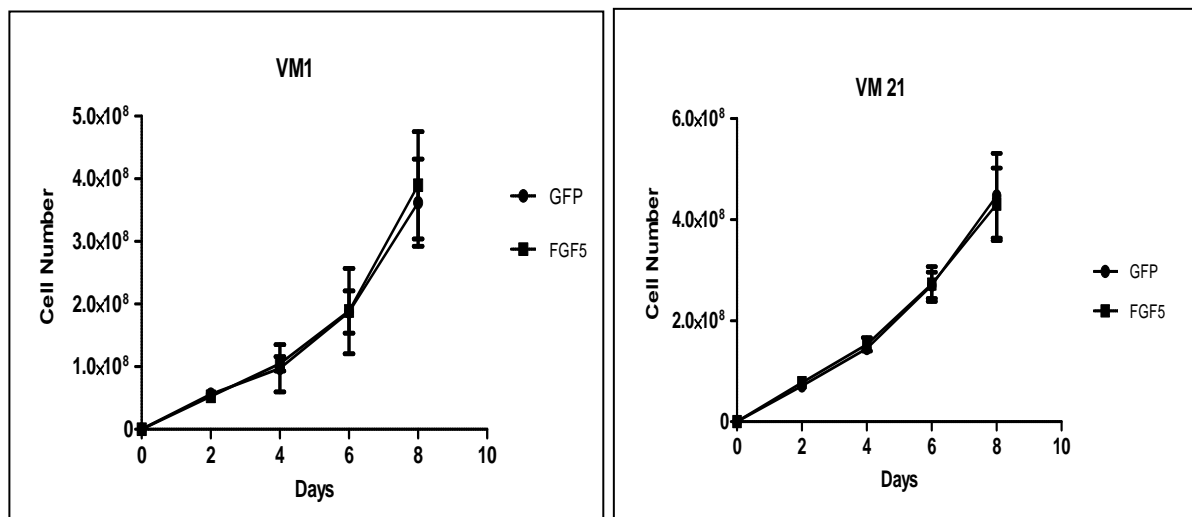 VM1
5.0x10⁸
4.0x10⁸
3.0x10⁸
2.0x10⁸
1.0x10⁸
0
0 2 4 6 8 10
Cell Number
Days
GFP
FGF5
VM 21
6.0x10⁸
4.0x10⁸
2.0x10⁸
0
0 2 4 6 8 10
Cell Number
Days
GFP
FGF5